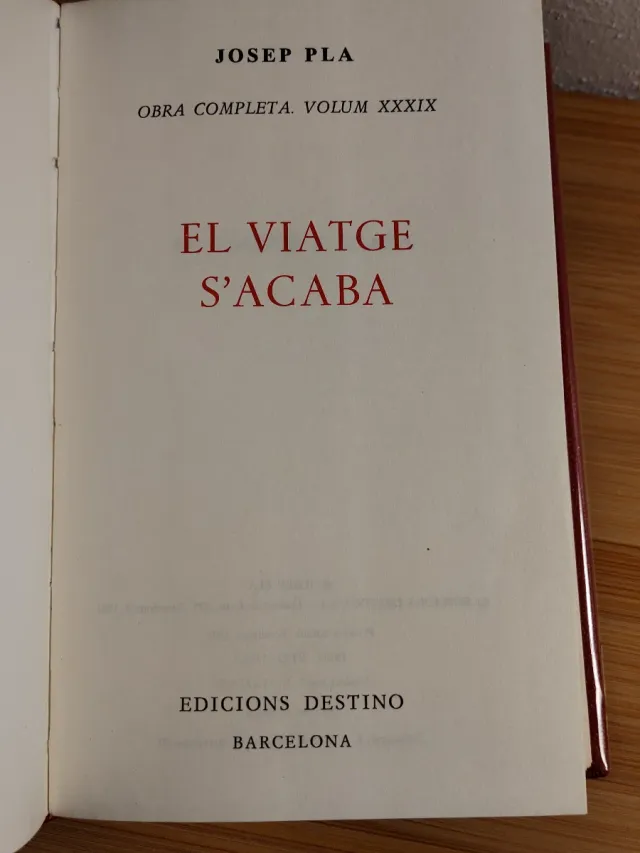 JOSEP PLA
OBRA COMPLETA. VOLUM XXXIX
EL VIATGE
S'ACABA
EDICIONS DESTINO
BARCELONA